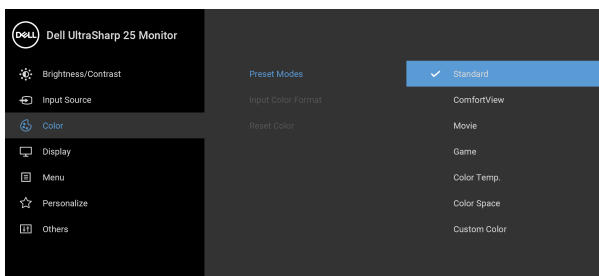 DELL
Dell UltraSharp 25 Monitor
Brightness/Contrast
Input Source
Color
Display
Menu
Personalize
Others
Preset Modes
Input Color Format
Reset Color
Standard
ComfortView
Movie
Game
Color Temp.
Color Space
Custom Color